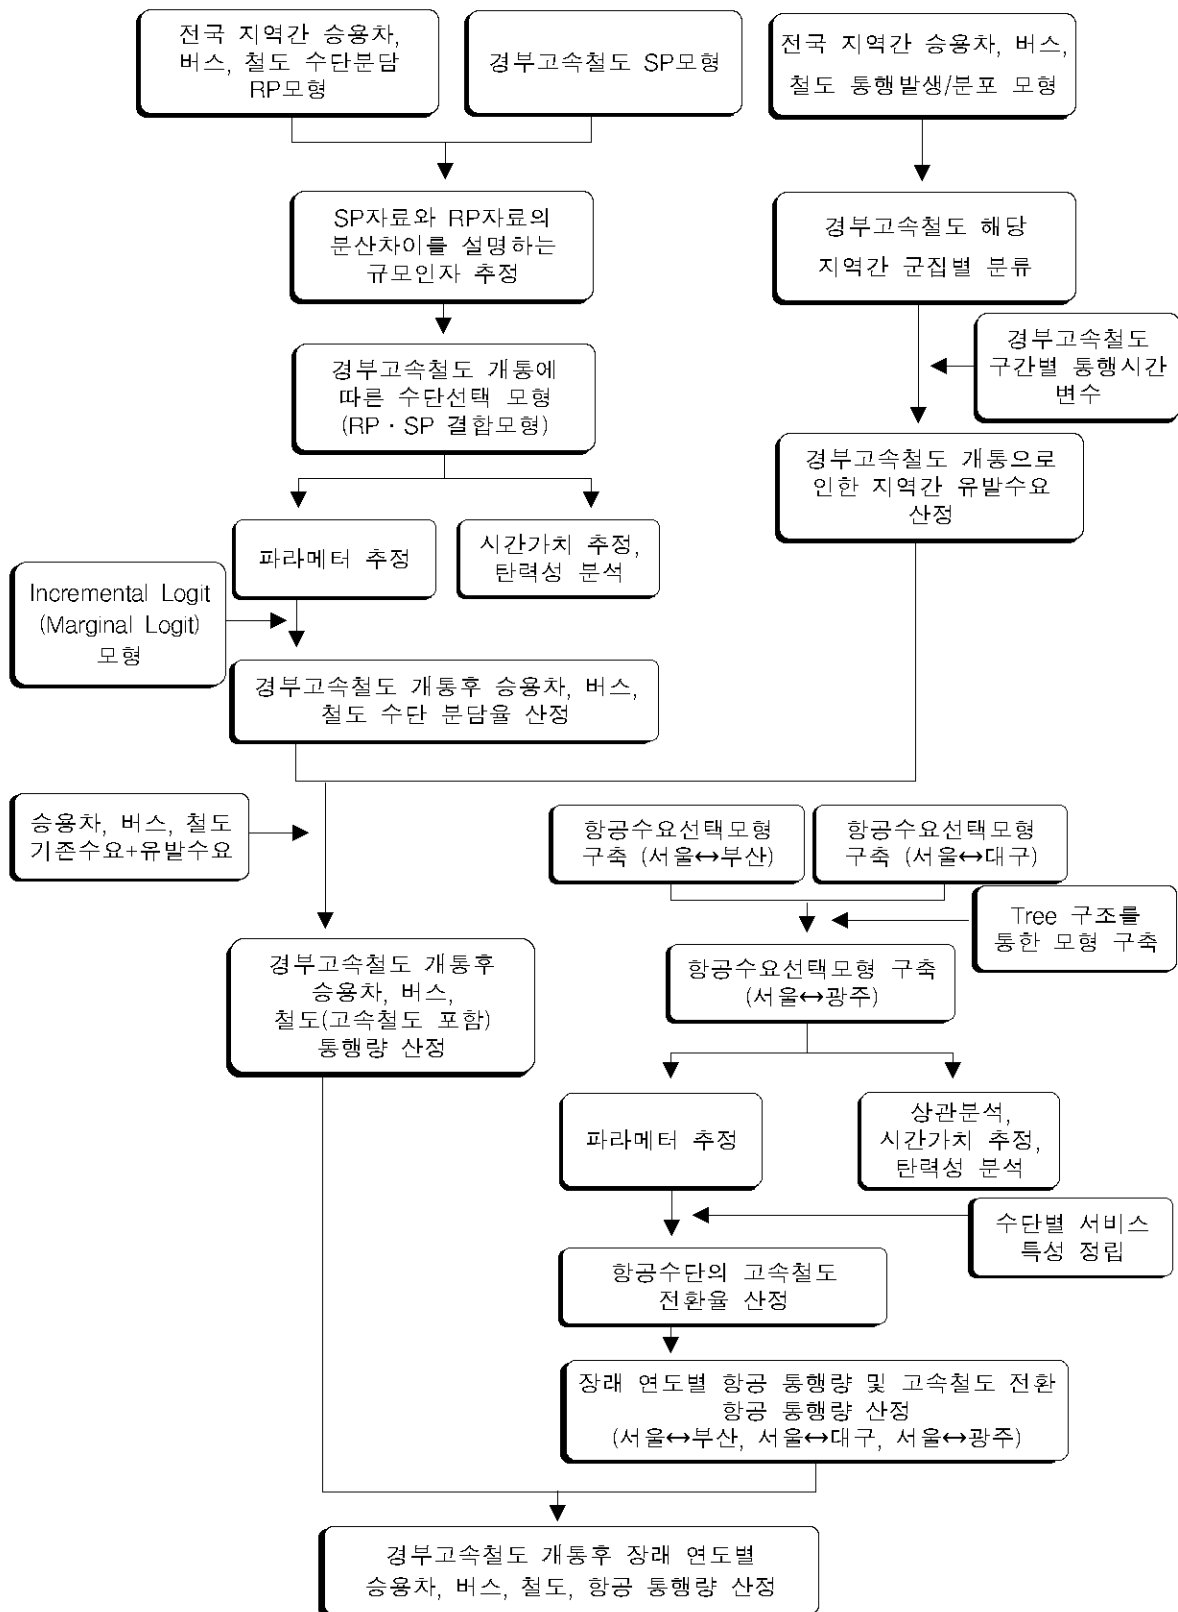 전국 지역간 승용차,
버스, 철도 수단분담
RP모형
경부고속철도 SP모형
전국 지역간 승용차, 버스,
철도 통행발생/분포 모형
SP자료와 RP자료의
분산차이를 설명하는
규모인자 추정
경부고속철도 해당
지역간 군집별 분류
경부고속철도
구간별 통행시간
변수
경부고속철도 개통에
따른 수단선택 모형
(RP·SP 결합모형)
경부고속철도 개통으로
인한 지역간 유발수요
산정
파라메터 추정
시간가치 추정,
탄력성 분석
Incremental Logit
(Marginal Logit)
모형
경부고속철도 개통후 승용차, 버스,
철도 수단 분담율 산정
승용차, 버스, 철도
기존수요+유발수요
항공수요선택모형
구축 (서울↔부산)
항공수요선택모형
구축 (서울↔대구)
Tree 구조를
통한 모형 구축
경부고속철도 개통후
승용차, 버스,
철도(고속철도 포함)
통행량 산정
항공수요선택모형 구축
(서울↔광주)
파라메터 추정
상관분석,
시간가치 추정,
탄력성 분석
수단별 서비스
특성 정립
항공수단의 고속철도
전환율 산정
장래 연도별 항공 통행량 및 고속철도 전환
항공 통행량 산정
(서울↔부산, 서울↔대구, 서울↔광주)
경부고속철도 개통후 장래 연도별
승용차, 버스, 철도, 항공 통행량 산정